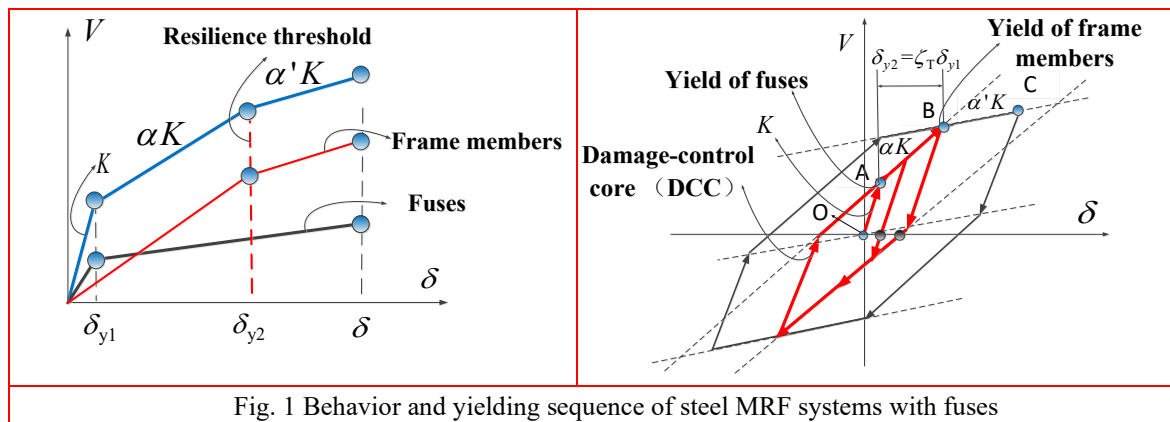 V
Resilience threshold
α'K
αK
K
Frame members
Fuses
δ
δy1
δy2
δ
V
Yield of frame
members
δy2=ζTδy1
Yield of fuses
C
B
α'K
K
αK
Damage-control
core （DCC）
A
O
δ
Fig. 1 Behavior and yielding sequence of steel MRF systems with fuses